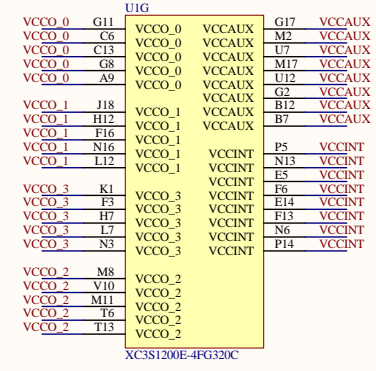 U1G
VCCO_0 G11 VCCO_0 VCCAUX G17 VCCAUX
VCCO_0 C6 VCCO_0 VCCAUX M2 VCCAUX
VCCO_0 C13 VCCO_0 VCCAUX U7 VCCAUX
VCCO_0 G8 VCCO_0 VCCAUX M17 VCCAUX
VCCO_0 A9 VCCO_0 VCCAUX U12 VCCAUX
VCCAUX G2 VCCAUX
VCCO_1 J18 VCCO_1 VCCAUX B12 VCCAUX
VCCO_1 H12 VCCO_1 VCCAUX B7 VCCAUX
VCCO_1 F16 VCCO_1
VCCO_1 N16 VCCO_1 VCCINT P5 VCCINT
VCCO_1 L12 VCCO_1 VCCINT N13 VCCINT
VCCINT E5 VCCINT
VCCO_3 K1 VCCO_3 VCCINT F6 VCCINT
VCCO_3 F3 VCCO_3 VCCINT E14 VCCINT
VCCO_3 H7 VCCO_3 VCCINT F13 VCCINT
VCCO_3 L7 VCCO_3 VCCINT N6 VCCINT
VCCO_3 N3 VCCO_3 VCCINT P14 VCCINT
VCCO_2 M8 VCCO_2
VCCO_2 V10 VCCO_2
VCCO_2 M11 VCCO_2
VCCO_2 T6 VCCO_2
VCCO_2 T13 VCCO_2
XC3S1200E-4FG320C